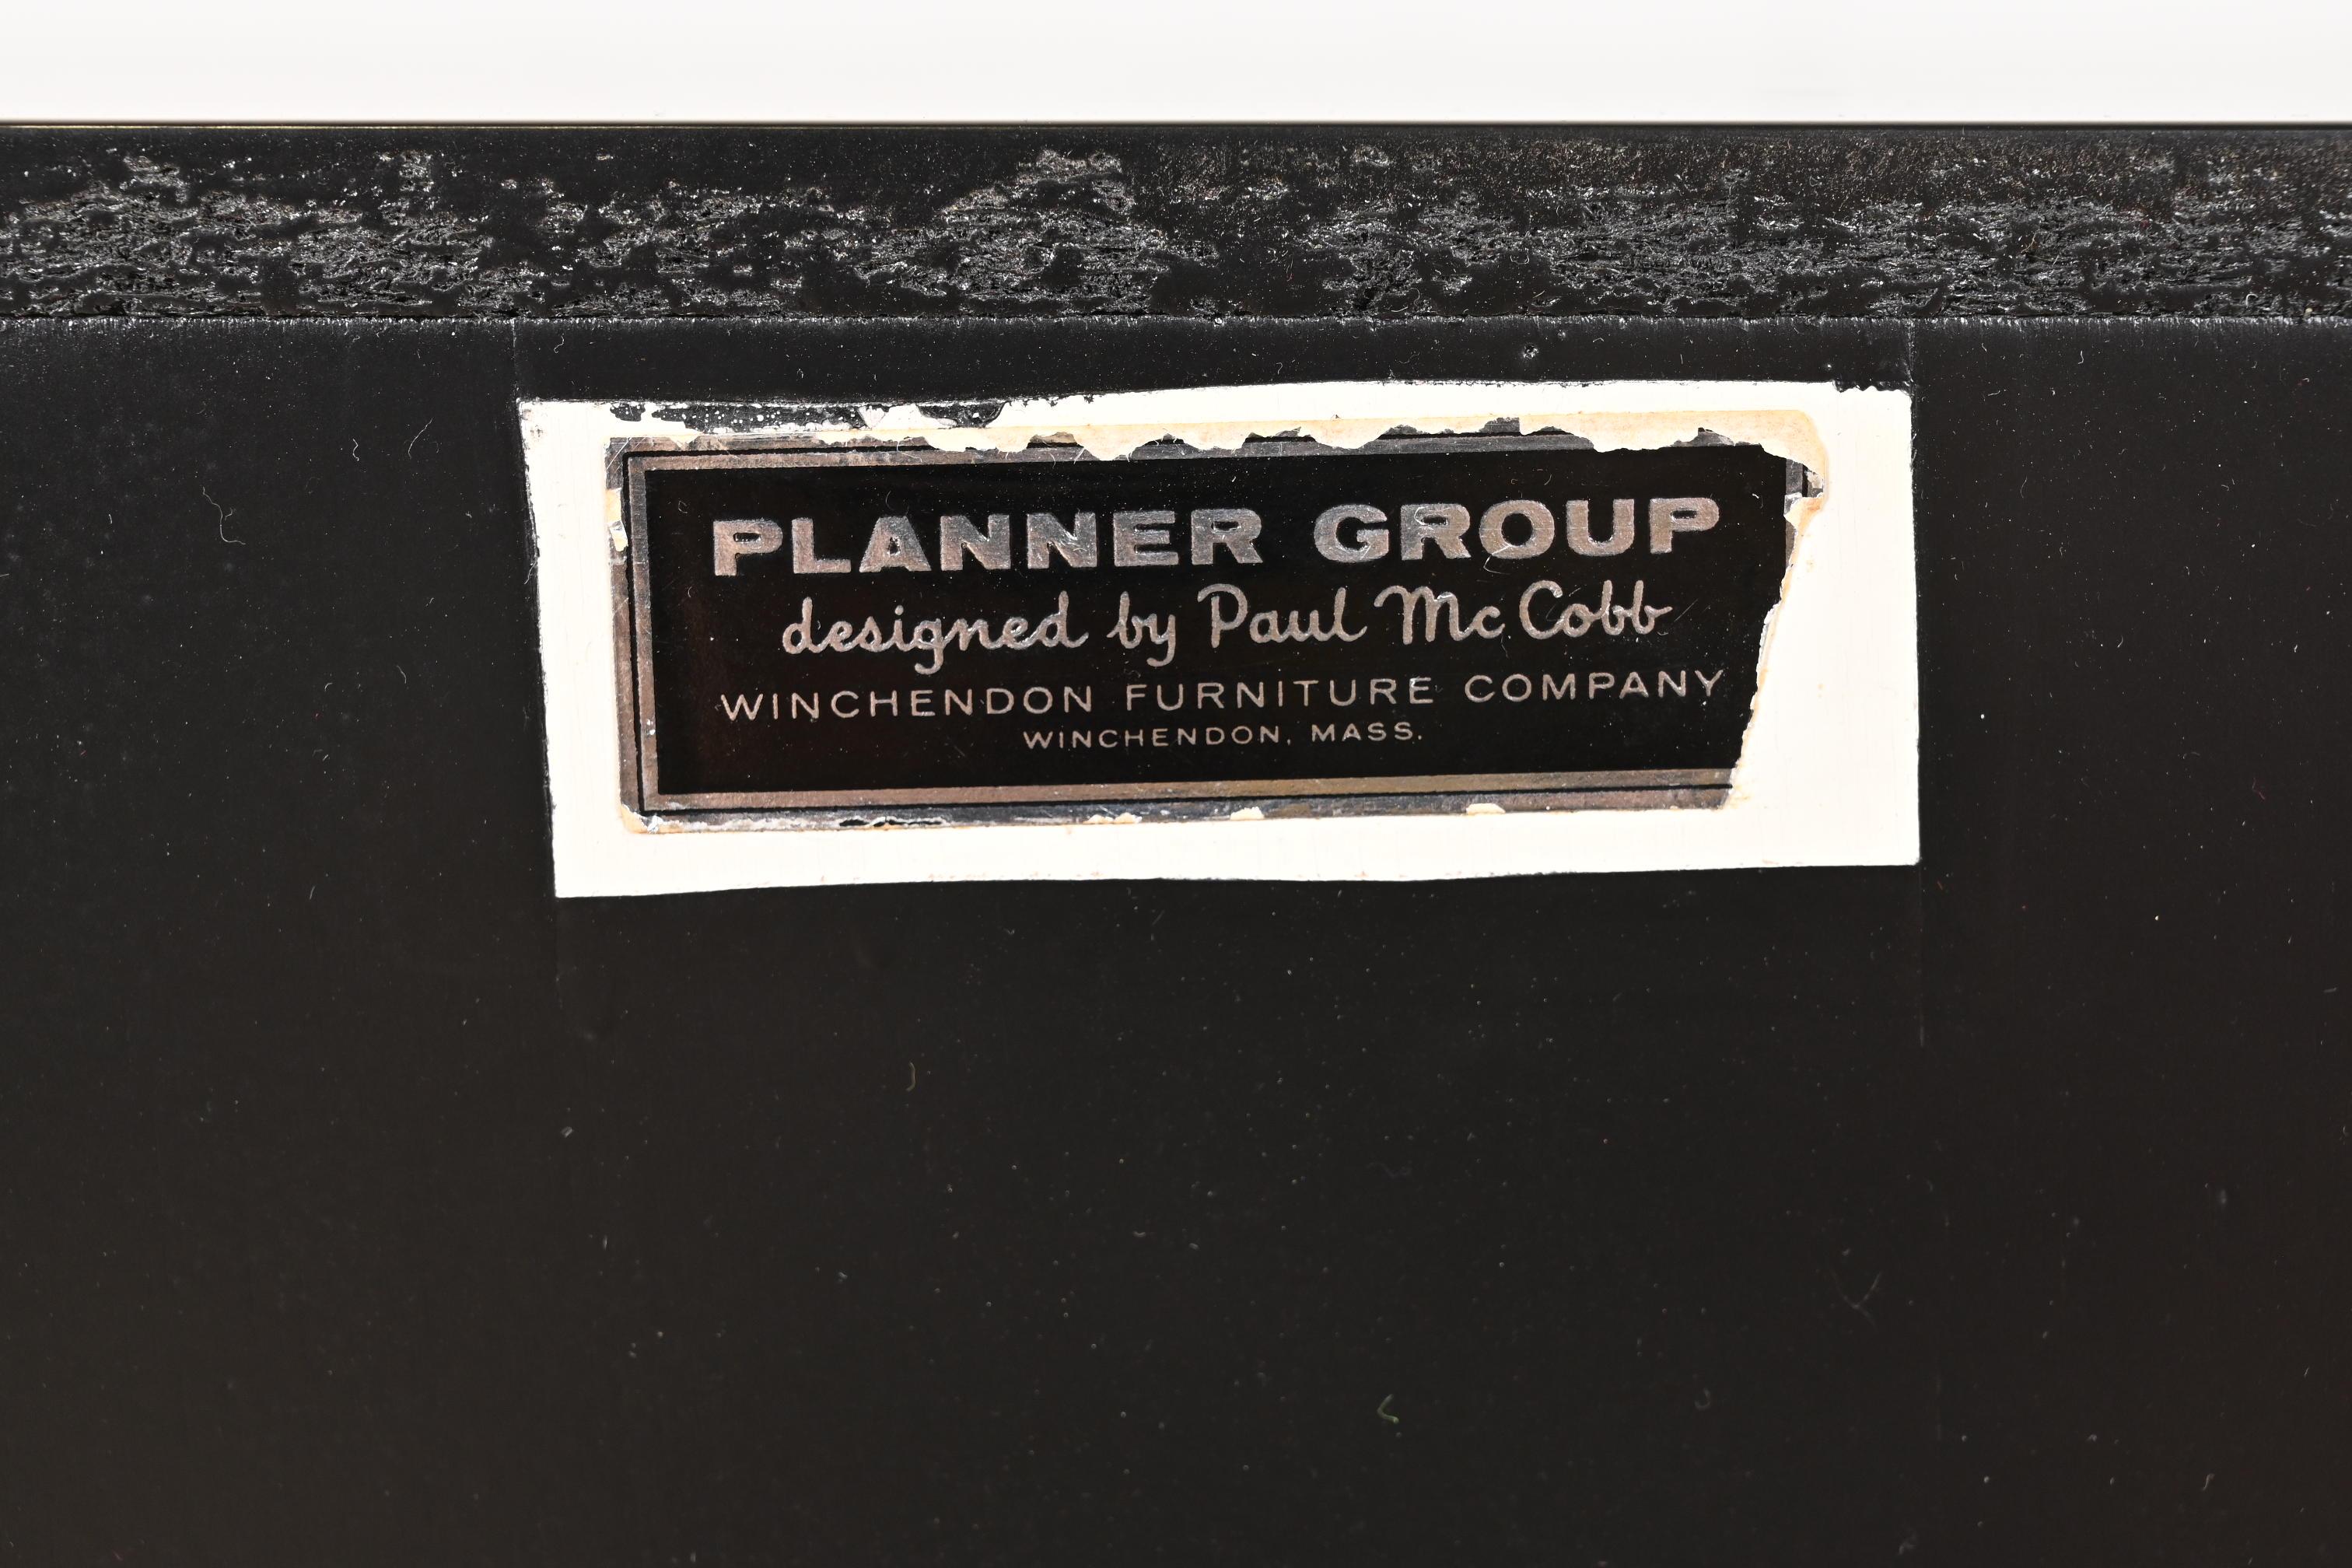 PLANNER GROUP
designed by Paul McCobb
WINCHENDON FURNITURE COMPANY
WINCHENDON, MASS.